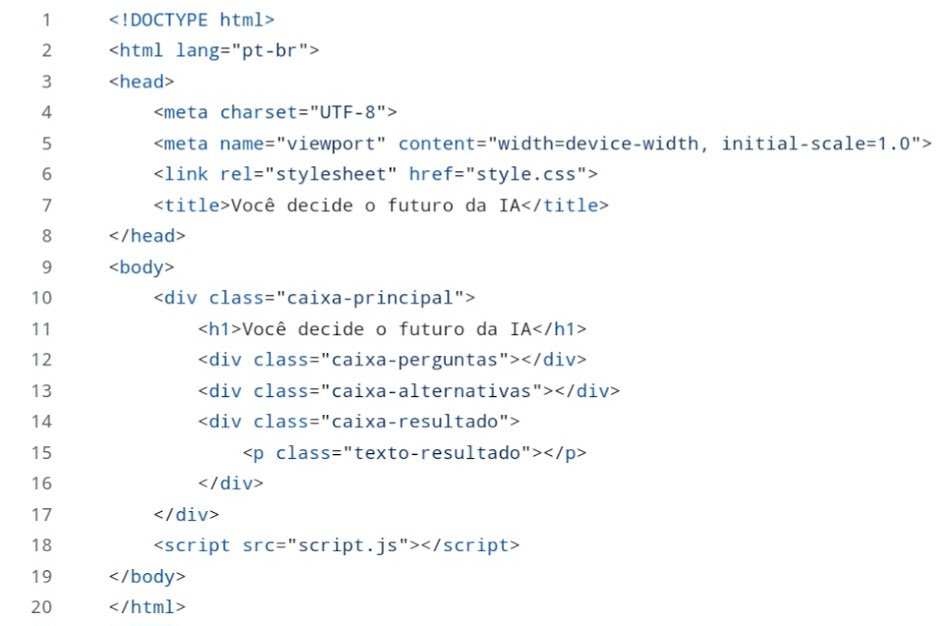 1 <!DOCTYPE html>
2 <html lang="pt-br">
3 <head>
4     <meta charset="UTF-8">
5     <meta name="viewport" content="width=device-width, initial-scale=1.0">
6     <link rel="stylesheet" href="style.css">
7     <title>Você decide o futuro da IA</title>
8 </head>
9 <body>
10     <div class="caixa-principal">
11         <h1>Você decide o futuro da IA</h1>
12         <div class="caixa-perguntas"></div>
13         <div class="caixa-alternativas"></div>
14         <div class="caixa-resultado">
15             <p class="texto-resultado"></p>
16         </div>
17     </div>
18     <script src="script.js"></script>
19 </body>
20 </html>